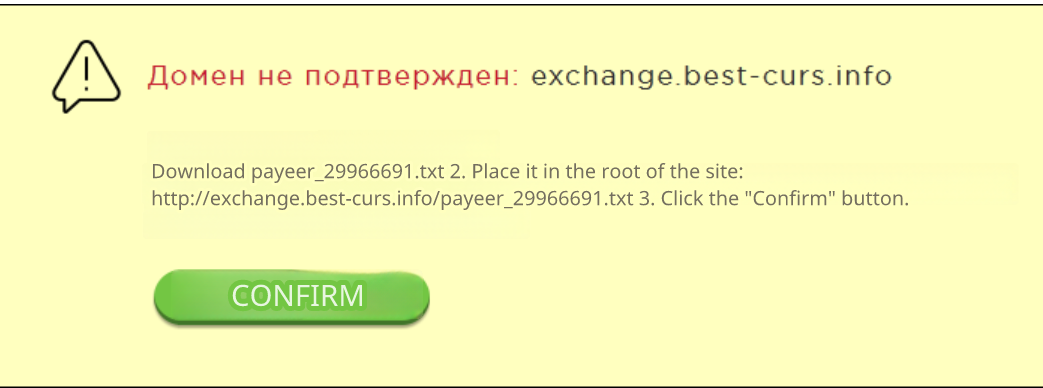 Домен не подтвержден: exchange.best-curs.info
Download payeer_29966691.txt 2. Place it in the root of the site:
http://exchange.best-curs.info/payeer_29966691.txt 3. Click the "Confirm" button.
CONFIRM